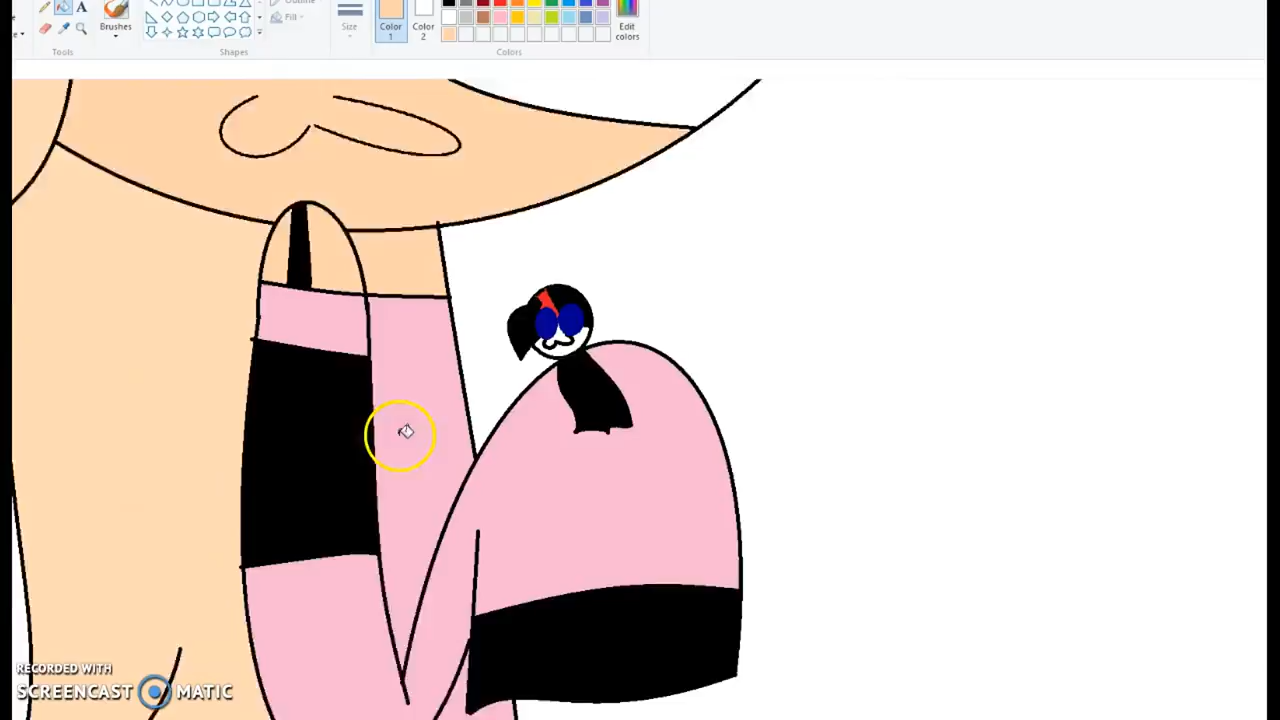 A
Brushes
Outline
Fill
Size
Color
1
Color
2
Edit
colors
Tools
Shapes
Colors
RECORDED WITH
SCREENCAST MATIC